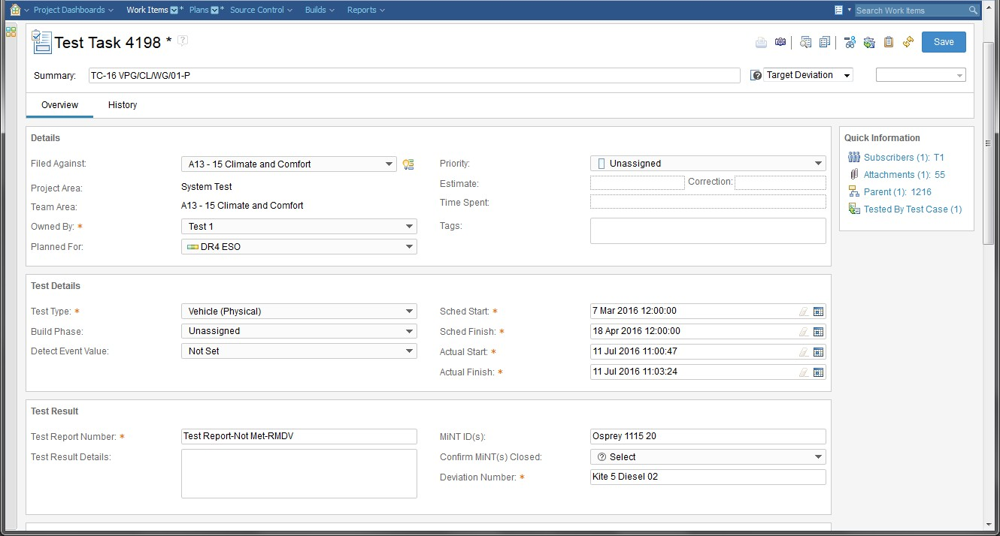 Project Dashboards Work Items * Plans * Source Control Builds Reports Search Work Items
Test Task 4198 * ?
Save
Summary: TC-16 VPG/CL/WG/01-P Target Deviation
Overview History
Details
Filed Against: A13 - 15 Climate and Comfort
Project Area: System Test
Team Area: A13 - 15 Climate and Comfort
Owned By: * Test 1
Planned For: DR4 ESO
Priority: Unassigned
Estimate: Correction:
Time Spent:
Tags:
Quick Information
Subscribers (1): T1
Attachments (1): 55
Parent (1): 1216
Tested By Test Case (1)
Test Details
Test Type: * Vehicle (Physical)
Build Phase: Unassigned
Detect Event Value: Not Set
Sched Start: * 7 Mar 2016 12:00:00
Sched Finish: * 18 Apr 2016 12:00:00
Actual Start: * 11 Jul 2016 11:00:47
Actual Finish: * 11 Jul 2016 11:03:24
Test Result
Test Report Number: * Test Report-Not Met-RMDV
Test Result Details:
MiNT ID(s): Osprey 1115 20
Confirm MiNT(s) Closed: ? Select
Deviation Number: * Kite 5 Diesel 02